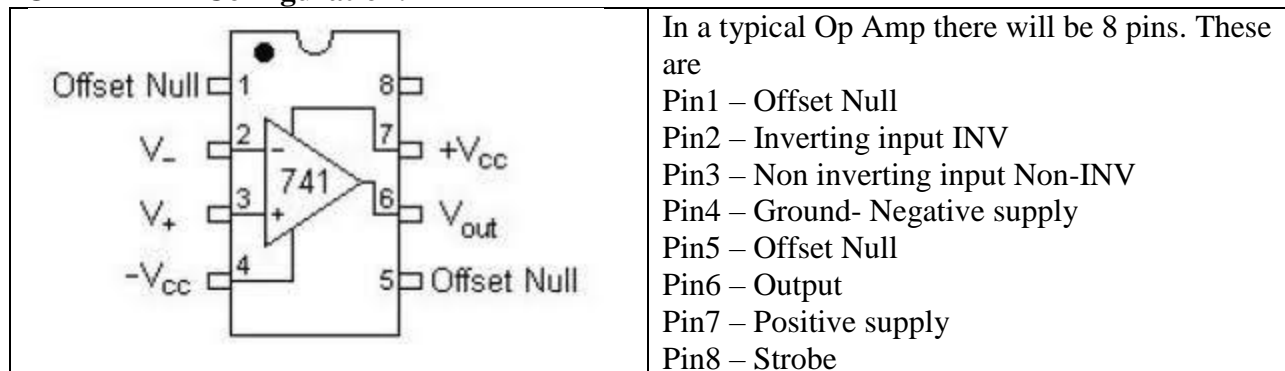 Offset Null 1
8
V- 2
7 +Vcc
741
V+ 3
6 Vout
-Vcc 4
5 Offset Null
-
+
In a typical Op Amp there will be 8 pins. These
are
Pin1 – Offset Null
Pin2 – Inverting input INV
Pin3 – Non inverting input Non-INV
Pin4 – Ground- Negative supply
Pin5 – Offset Null
Pin6 – Output
Pin7 – Positive supply
Pin8 – Strobe